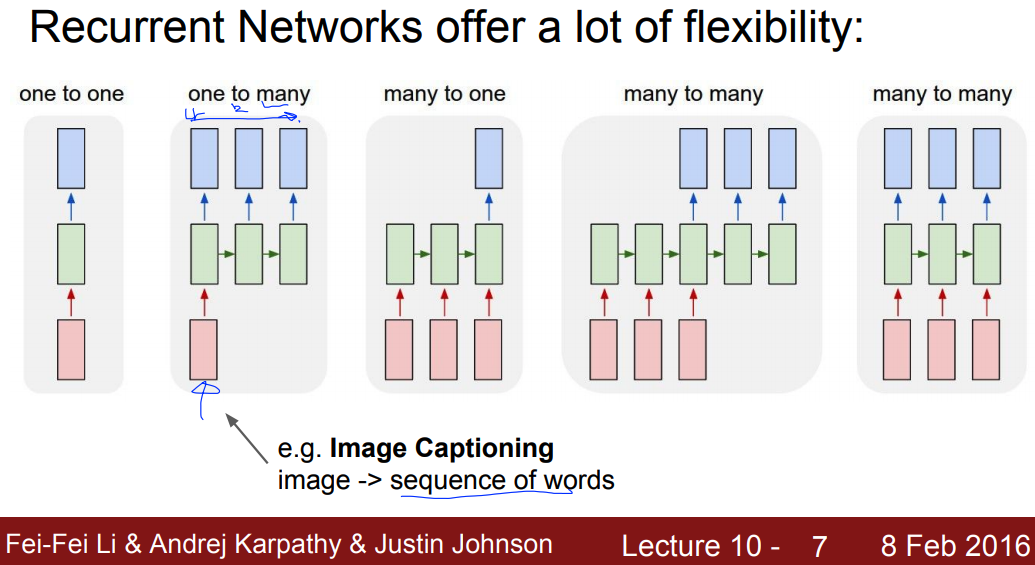 Recurrent Networks offer a lot of flexibility:
one to one
one to many
many to one
many to many
many to many
e.g. Image Captioning
image -> sequence of words
Fei-Fei Li & Andrej Karpathy & Justin Johnson
Lecture 10 - 7
8 Feb 2016